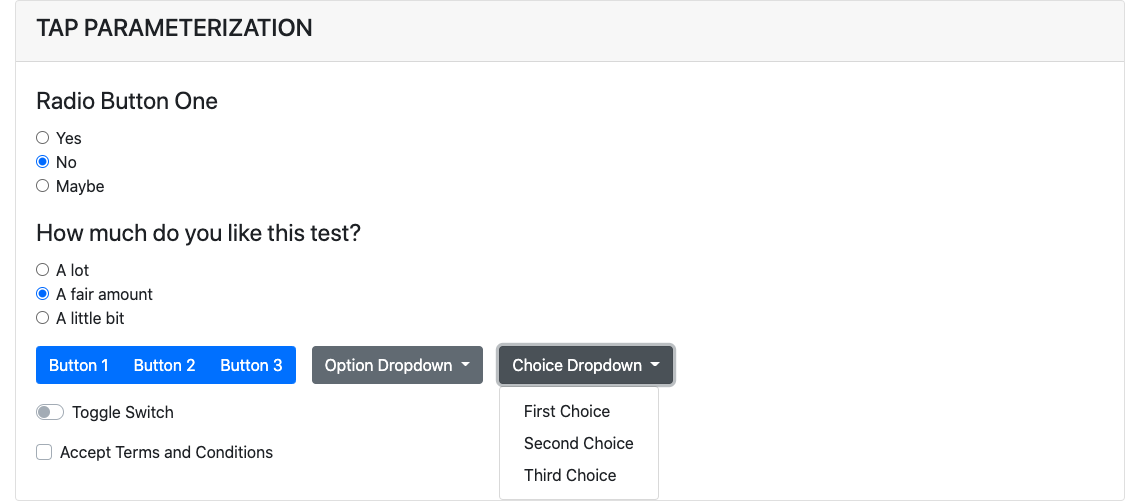 TAP PARAMETERIZATION
Radio Button One
Yes
No
Maybe
How much do you like this test?
A lot
A fair amount
A little bit
Button 1 Button 2 Button 3 Option Dropdown Choice Dropdown
First Choice
Second Choice
Third Choice
Toggle Switch
Accept Terms and Conditions